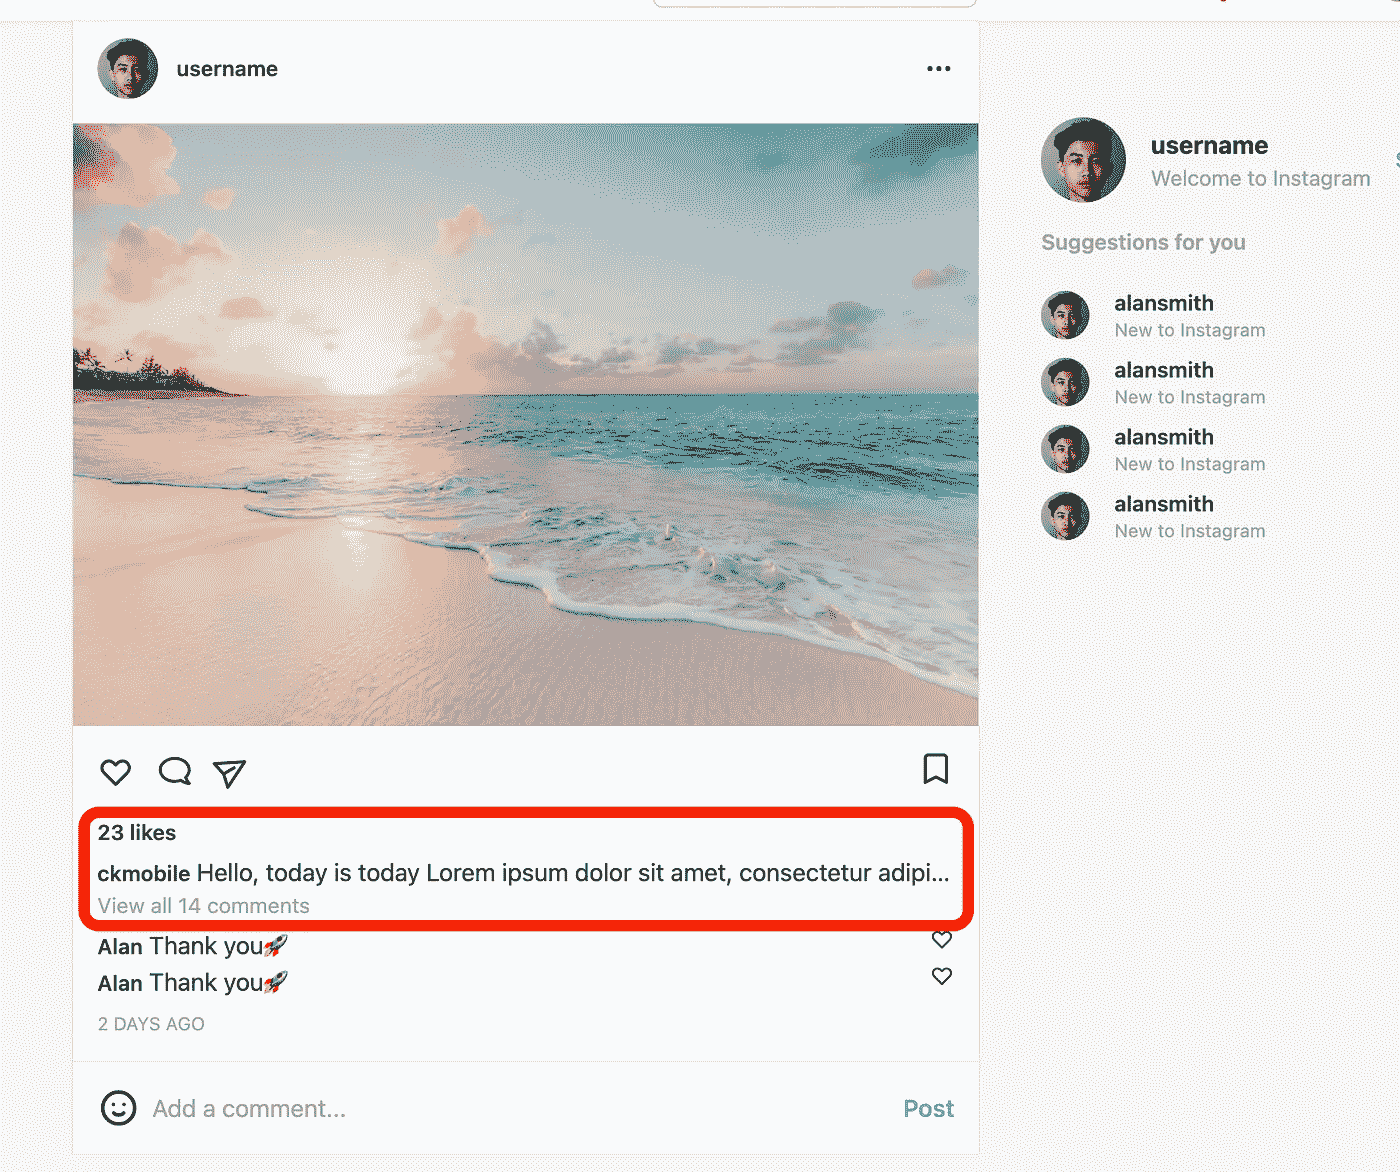 username
23 likes
ckmobile Hello, today is today Lorem ipsum dolor sit amet, consectetur adipi...
View all 14 comments
Alan Thank you🚀
Alan Thank you🚀
2 DAYS AGO
Add a comment...
Post
username
Welcome to Instagram
Suggestions for you
alansmith
New to Instagram
alansmith
New to Instagram
alansmith
New to Instagram
alansmith
New to Instagram